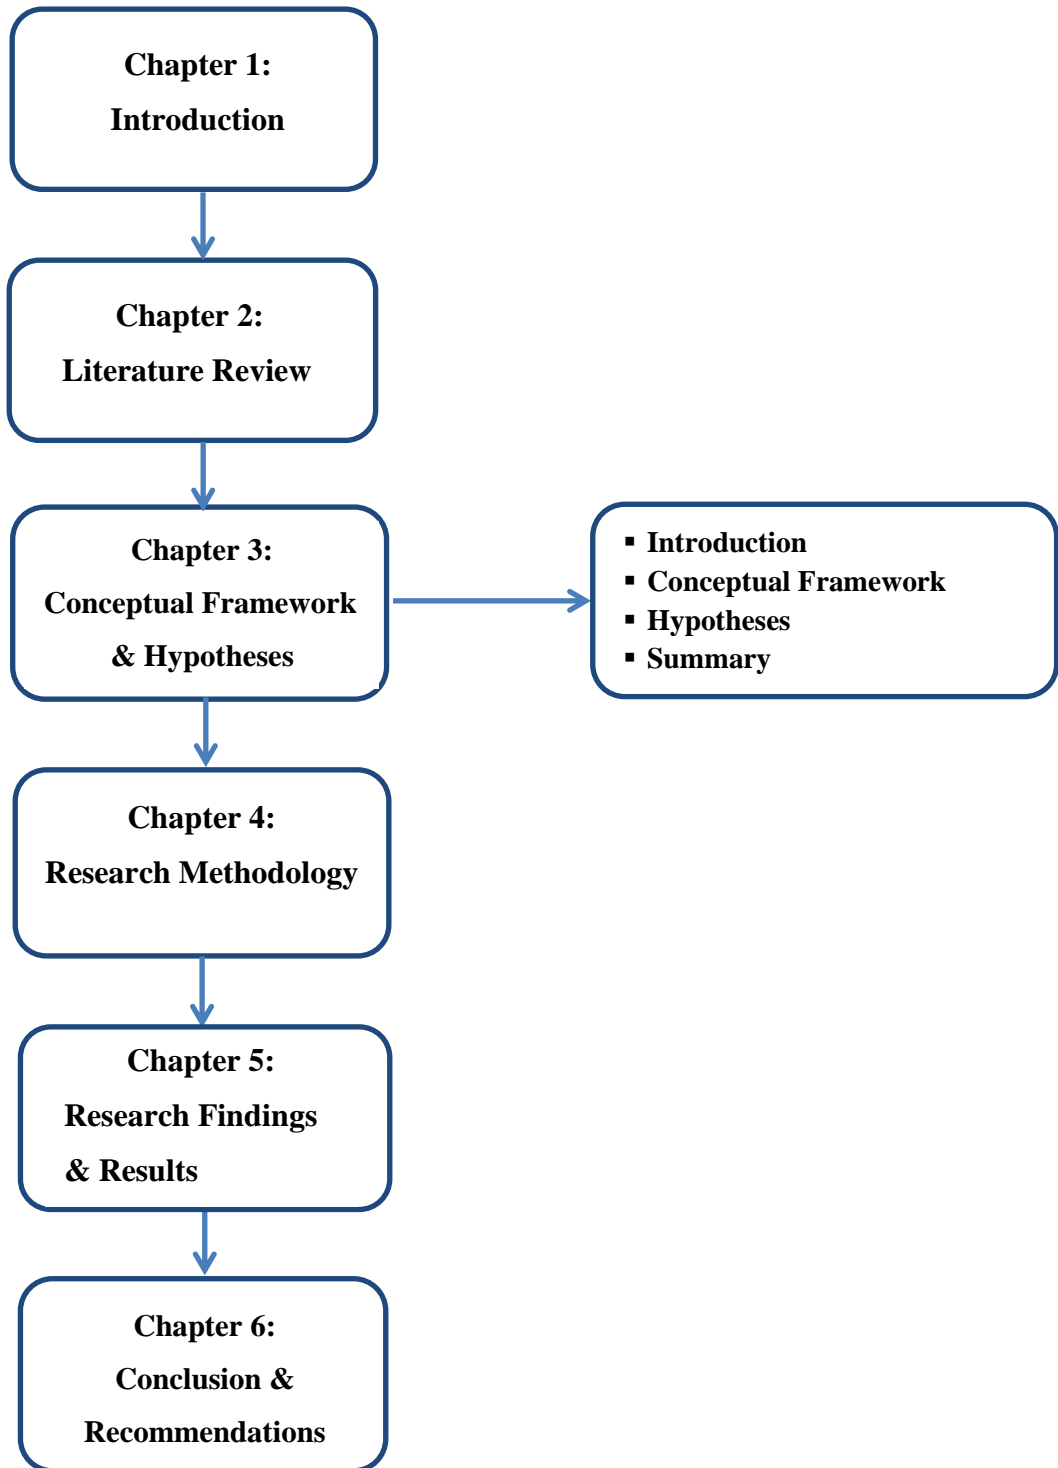 Chapter 1:
Introduction
Chapter 2:
Literature Review
Chapter 3:
Conceptual Framework
& Hypotheses
▪ Introduction
▪ Conceptual Framework
▪ Hypotheses
▪ Summary
Chapter 4:
Research Methodology
Chapter 5:
Research Findings
& Results
Chapter 6:
Conclusion &
Recommendations